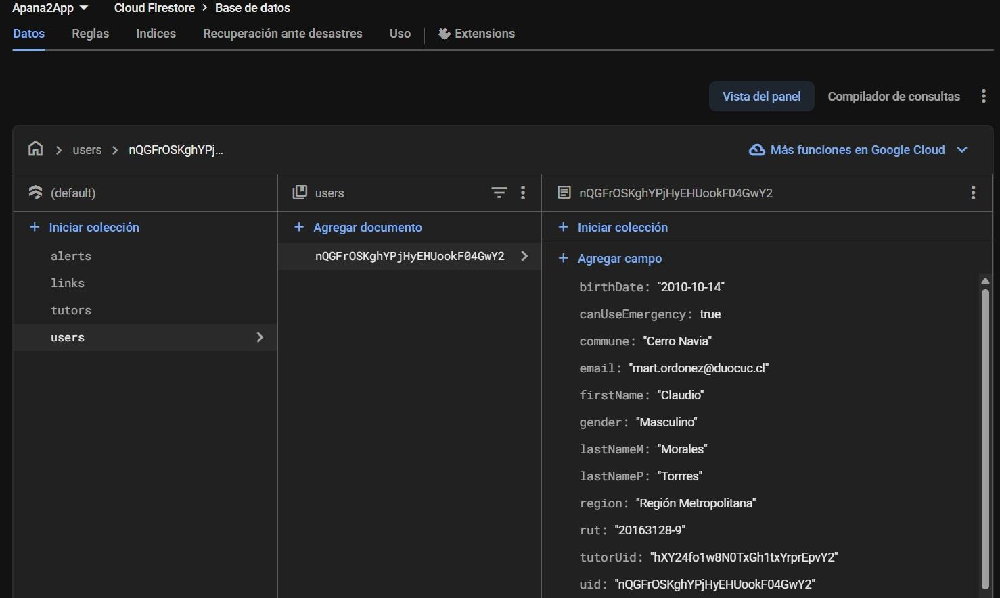 Apana2App Cloud Firestore > Base de datos
Datos Reglas Índices Recuperación ante desastres Uso Extensions
Vista del panel Compilador de consultas
users > nQGFrOSKghYPj...
Más funciones en Google Cloud
(default)
+ Iniciar colección
alerts
links
tutors
users
users
+ Agregar documento
nQGFrOSKghYPjHyEHUookF04GwY2
nQGFrOSKghYPjHyEHUookF04GwY2
+ Iniciar colección
+ Agregar campo
birthDate: "2010-10-14"
canUseEmergency: true
commune: "Cerro Navia"
email: "mart.ordonez@duocuc.cl"
firstName: "Claudio"
gender: "Masculino"
lastNameM: "Morales"
lastNameP: "Torrres"
region: "Región Metropolitana"
rut: "20163128-9"
tutorUid: "hXY24fo1w8N0TxGh1txYrprEpvY2"
uid: "nQGFrOSKghYPjHyEHUookF04GwY2"